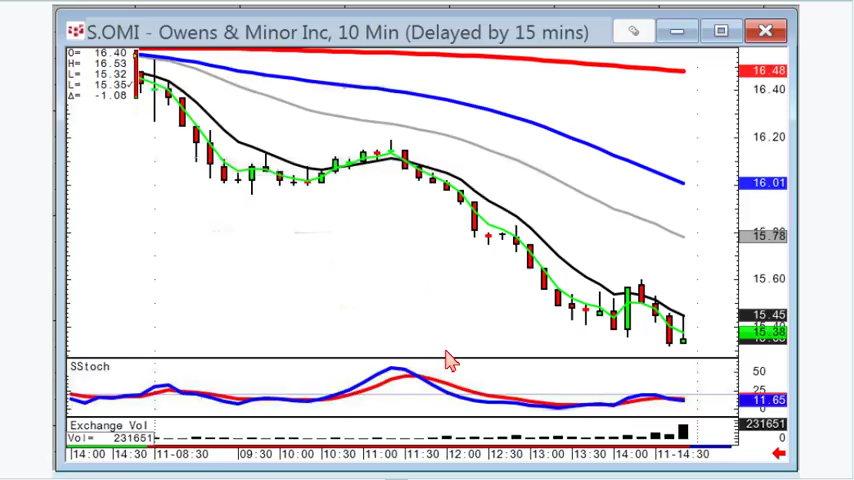 S.OMI - Owens & Minor Inc, 10 Min (Delayed by 15 mins)
O= 16.40
H= 16.53
L= 15.32
L= 15.35✓
Δ= -1.08
16.48
16.40
16.20
16.01
15.78
15.60
15.45
15.38
SStoch
50
25
11.65
0
Exchange Vol
Vol= 231651
231651
0
14:00 14:30 11-08:30 09:30 10:00 10:30 11:00 11:30 12:00 12:30 13:00 13:30 14:00 11-14:30